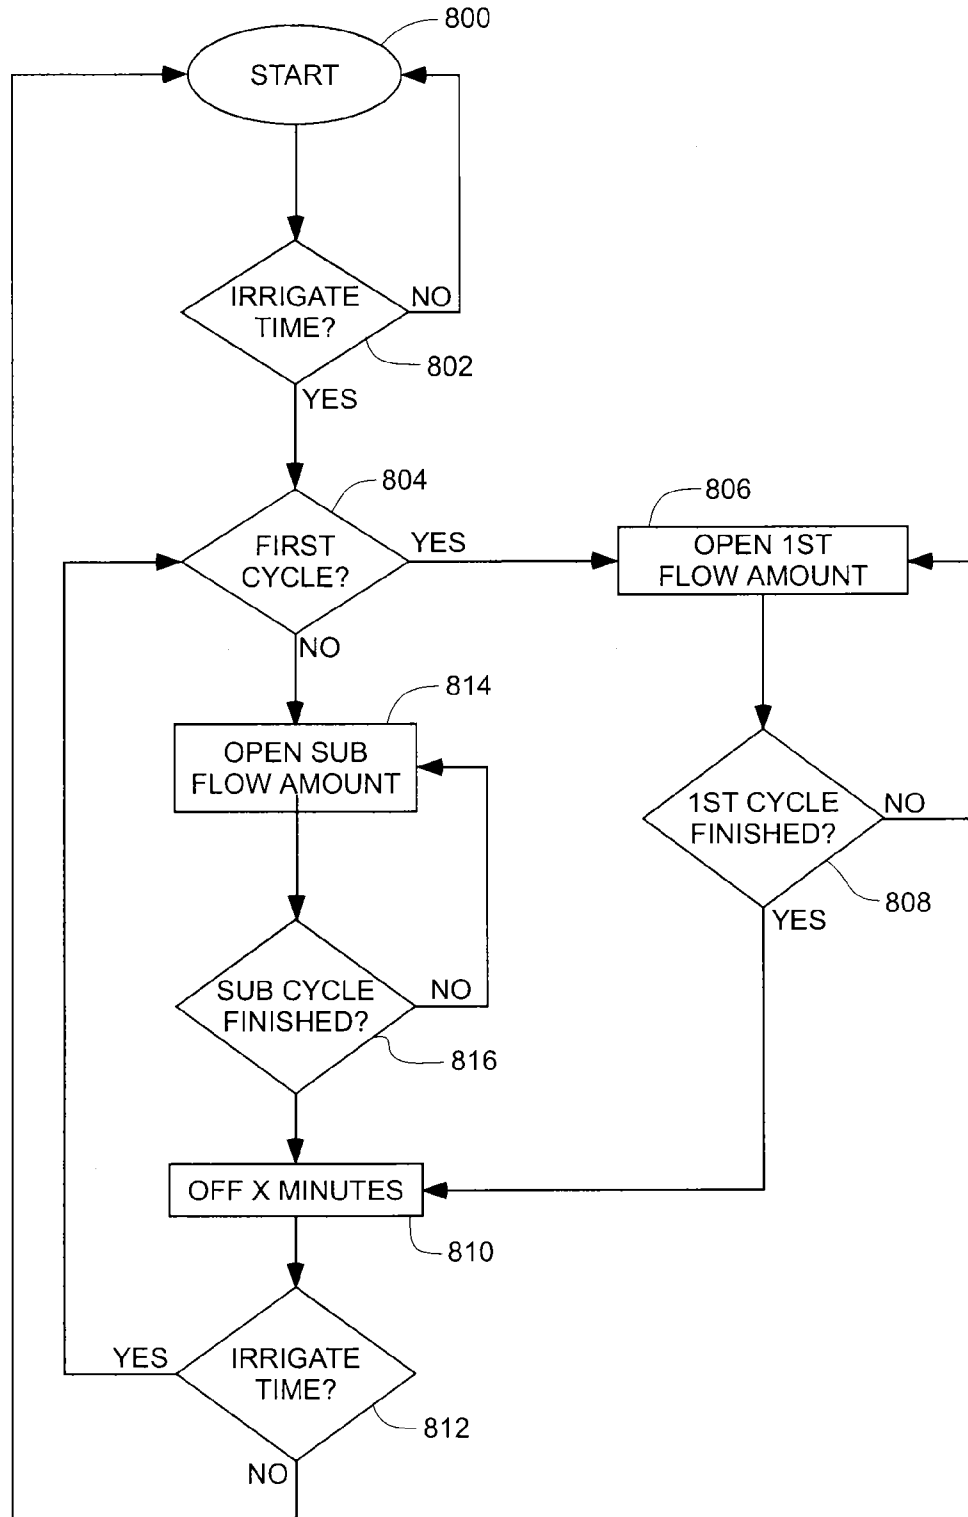 800
START
IRRIGATE
TIME?
NO
802
YES
804
FIRST
CYCLE?
YES
806
OPEN 1ST
FLOW AMOUNT
NO
814
OPEN SUB
FLOW AMOUNT
1ST CYCLE
FINISHED?
NO
808
YES
SUB CYCLE
FINISHED?
NO
816
OFF X MINUTES
810
YES
IRRIGATE
TIME?
812
NO